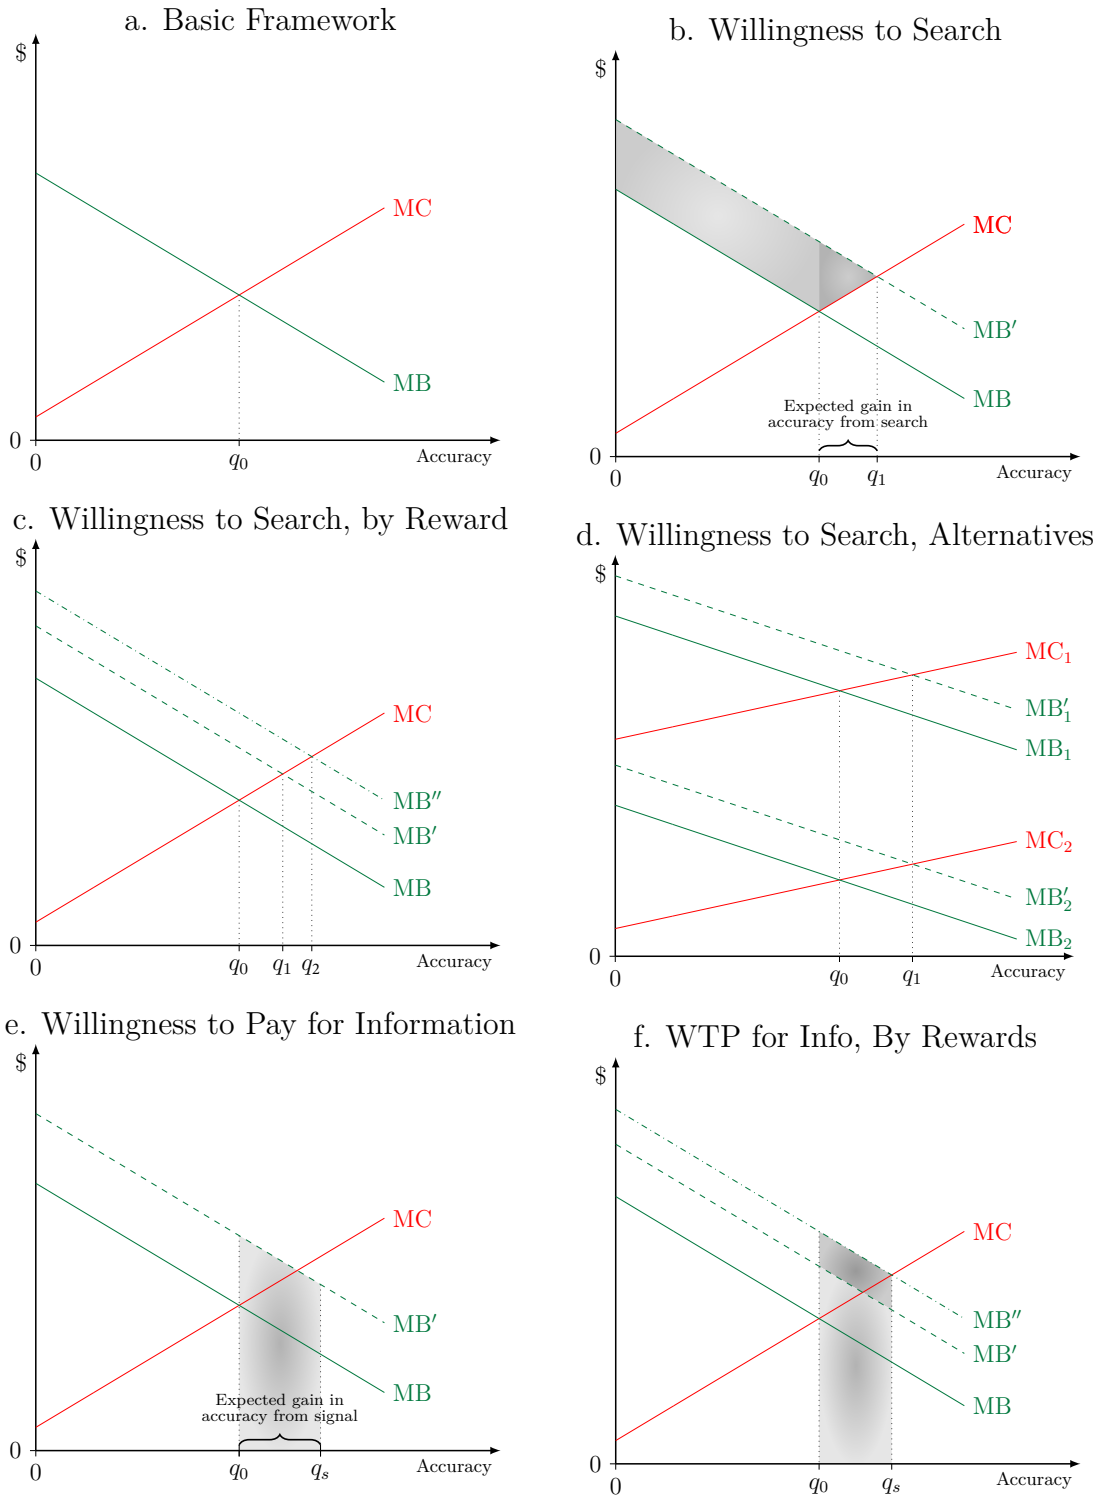 a. Basic Framework
$
MC
MB
0
0
q₀
Accuracy
b. Willingness to Search
$
MC
MB′
MB
Expected gain in
accuracy from search
0
0
q₀
q₁
Accuracy
c. Willingness to Search, by Reward
$
MC
MB″
MB′
MB
0
0
q₀
q₁
q₂
Accuracy
d. Willingness to Search, Alternatives
$
MC₁
MB′₁
MB₁
MC₂
MB′₂
MB₂
0
0
q₀
q₁
Accuracy
e. Willingness to Pay for Information
$
MC
MB′
MB
Expected gain in
accuracy from signal
0
0
q₀
qₛ
Accuracy
f. WTP for Info, By Rewards
$
MC
MB″
MB′
MB
0
0
q₀
qₛ
Accuracy